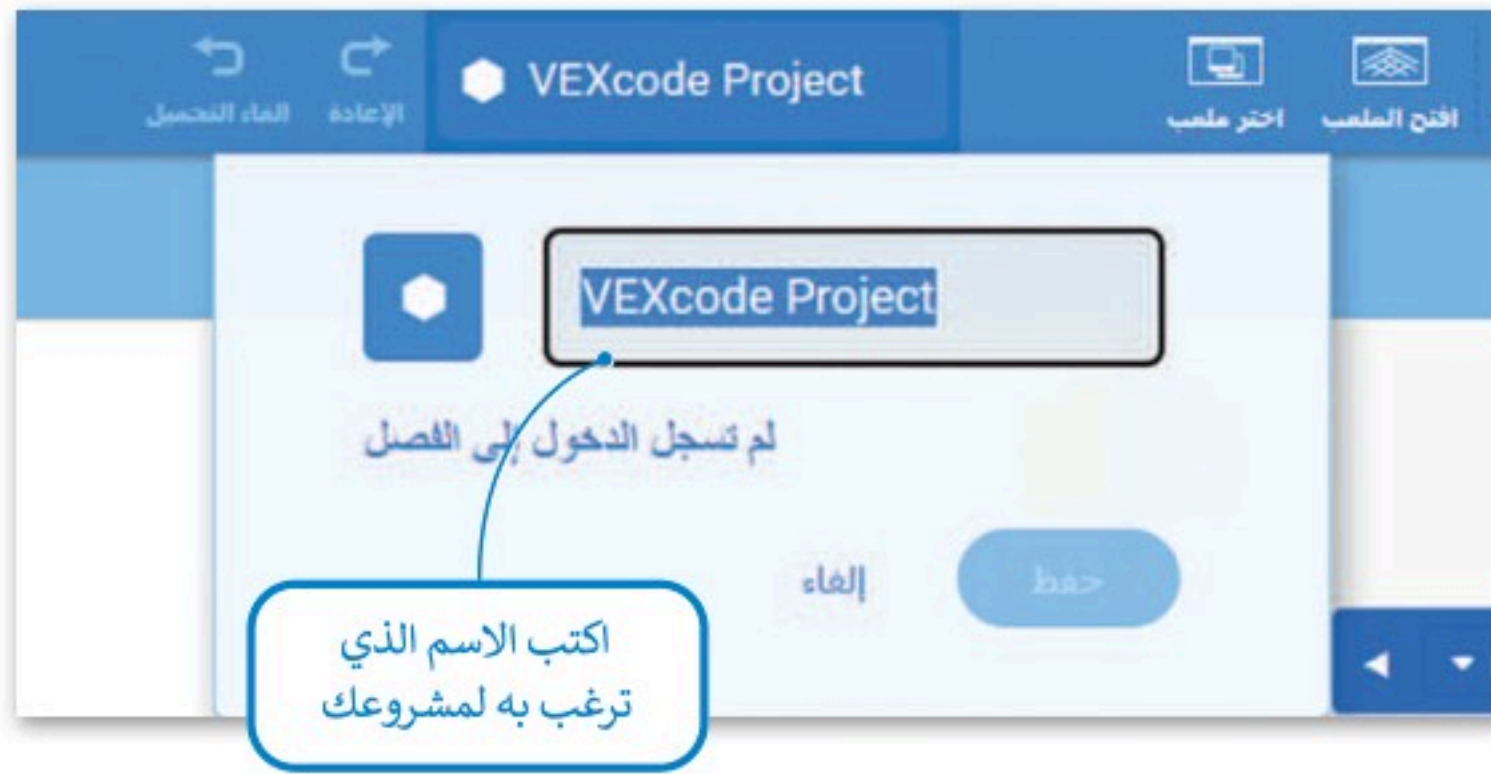 افتح الملعب
اختر ملعب
VEXcode Project
الإعادة
الغاء التحميل
VEXcode Project
لم تسجل الدخول إلى الفصل
حفظ
إلغاء
اكتب الاسم الذي
ترغب به لمشروعك